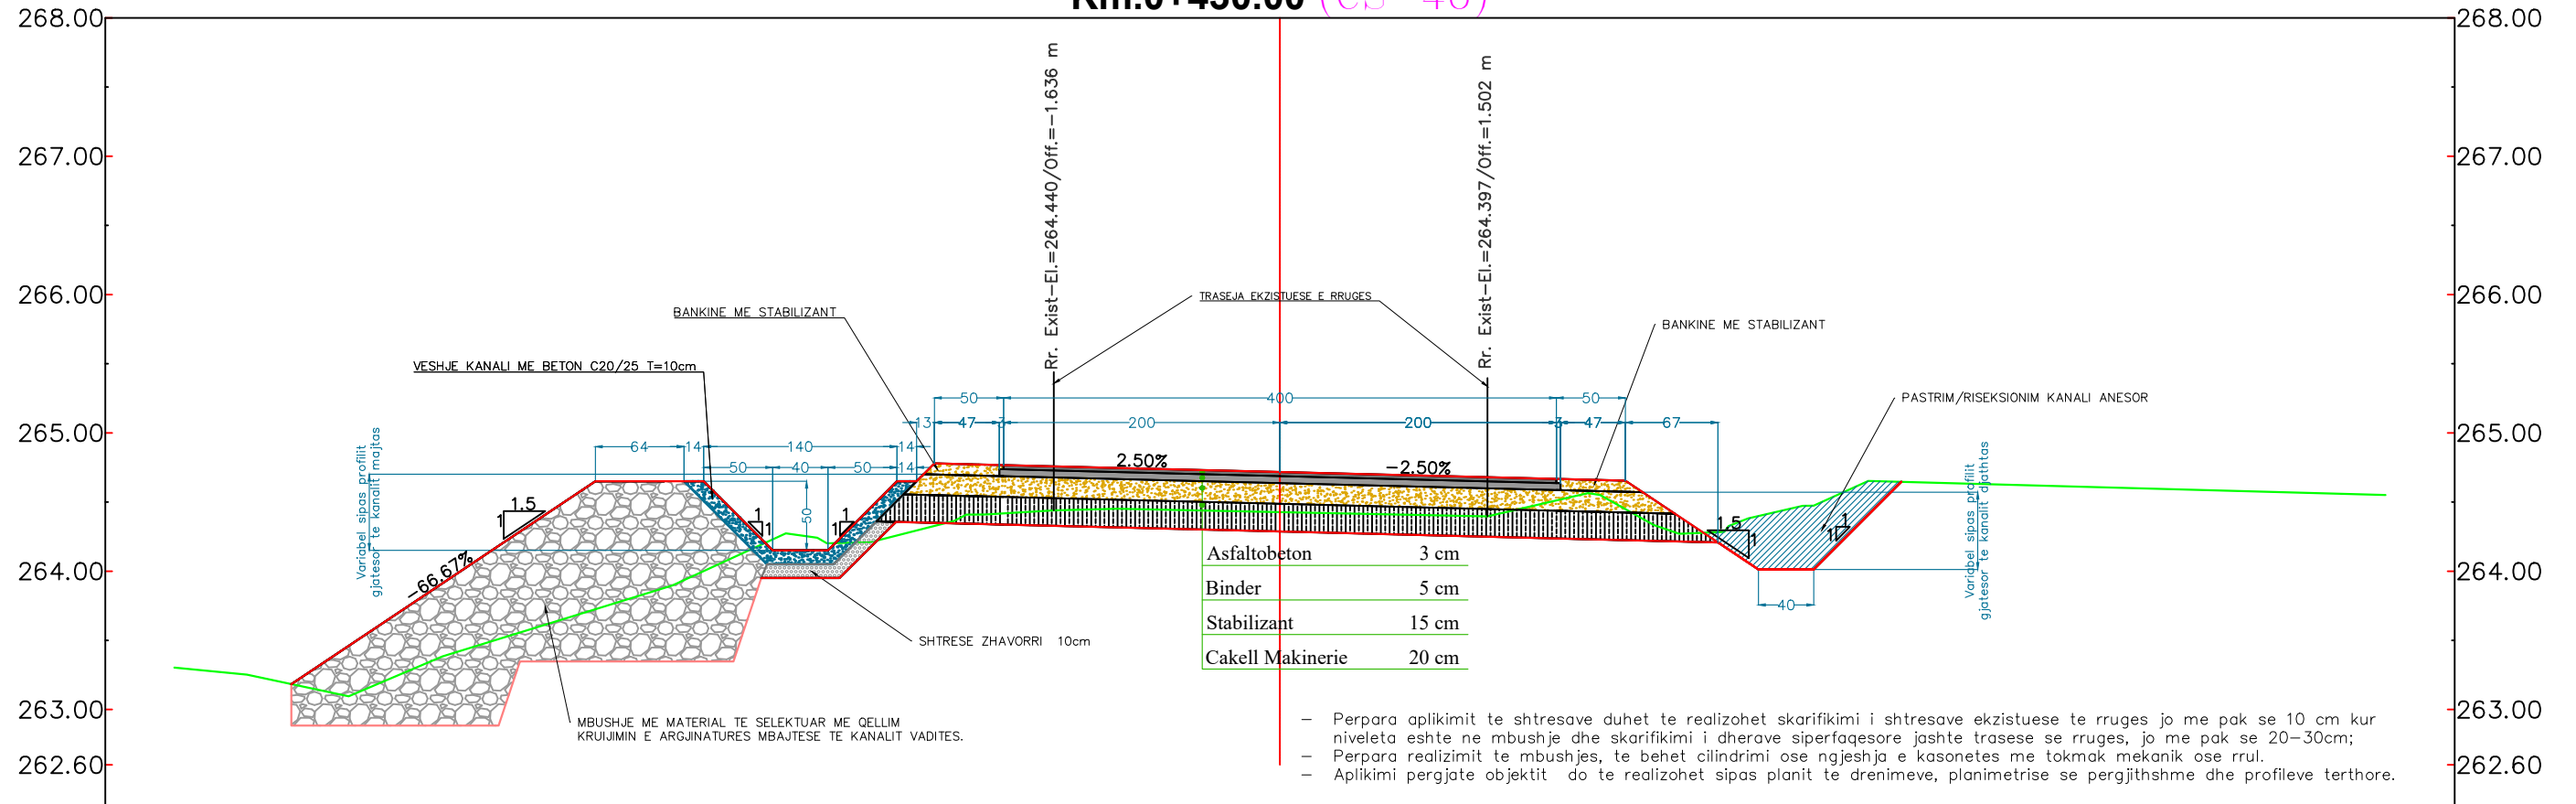 Km.0+450.00 (CS-46)
268.00
268.00
267.00
267.00
266.00
266.00
265.00
265.00
264.00
264.00
263.00
263.00
262.60
262.60
Rr. Exist-El.=264.440/Off.=-1.636 m
Rr. Exist-El.=264.397/Off.=1.502 m
TRASEJA EKZISTUESE E RRUGES
BANKINE ME STABILIZANT
BANKINE ME STABILIZANT
VESHJE KANALI ME BETON C20/25 T=10cm
PASTRIM/RISEKSIONIM KANALI ANESOR
50 400 50
13 47 3 200 200 3 47 67
64 14 140 14
50 40 50 14
50
2.50%
-2.50%
1.5
1
-66.67%
1
1
1
1
1.5
1
1
1
40
Variabel sipas profilit
gjatesor te kanalit majtas
Variabel sipas profilit
gjatesor te kanalit djathtas
Asfaltobeton 3 cm
Binder 5 cm
Stabilizant 15 cm
Cakell Makinerie 20 cm
SHTRESE ZHAVORRI 10cm
MBUSHJE ME MATERIAL TE SELEKTUAR ME QELLIM
KRUIJIMIN E ARGJINATURES MBAJTESE TE KANALIT VADITES.
- Perpara aplikimit te shtresave duhet te realizohet skarifikimi i shtresave ekzistuese te rruges jo me pak se 10 cm kur
niveleta eshte ne mbushje dhe skarifikimi i dherave siperfaqesore jashte trasese se rruges, jo me pak se 20-30cm;
- Perpara realizimit te mbushjes, te behet cilindrimi ose ngjeshja e kasonetes me tokmak mekanik ose rrul.
- Aplikimi pergjate objektit do te realizohet sipas planit te drenimeve, planimetrise se pergjithshme dhe profileve terthore.